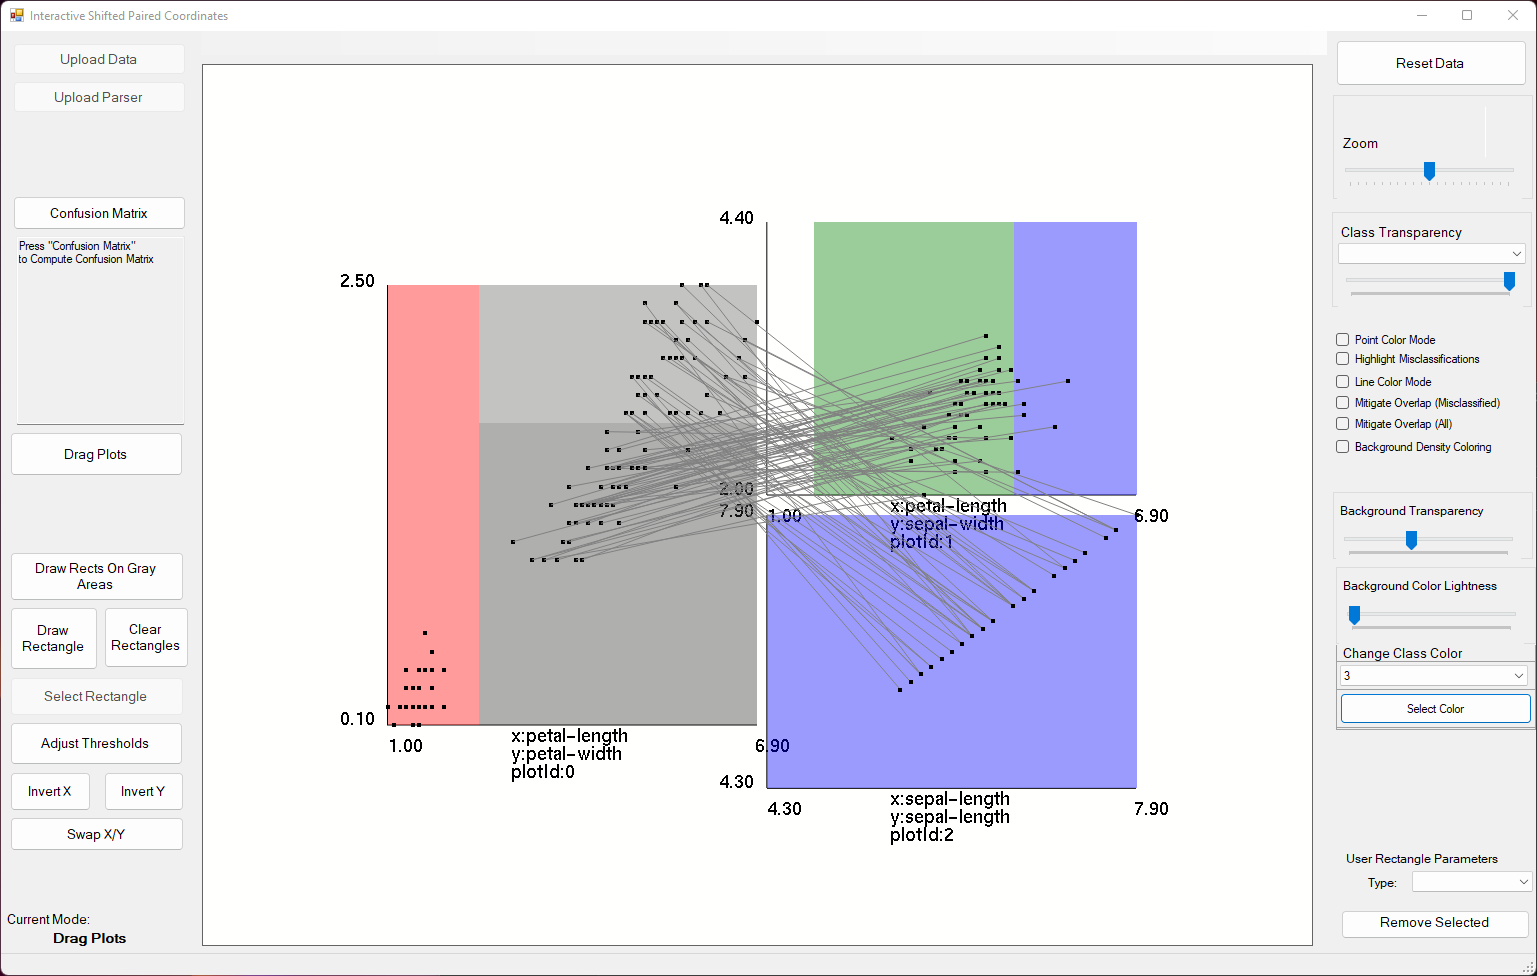 Interactive Shifted Paired Coordinates
Upload Data
Upload Parser
Confusion Matrix
Press "Confusion Matrix"
to Compute Confusion Matrix
Drag Plots
Draw Rects On Gray
Areas
Draw
Rectangle
Clear
Rectangles
Select Rectangle
Adjust Thresholds
Invert X
Invert Y
Swap X/Y
Current Mode:
Drag Plots
2.50
0.10
1.00
6.90
x:petal-length
y:petal-width
plotId:0
4.40
2.00
1.00
6.90
x:petal-length
y:sepal-width
plotId:1
7.90
4.30
4.30
7.90
x:sepal-length
y:sepal-length
plotId:2
Reset Data
Zoom
Class Transparency
Point Color Mode
Highlight Misclassifications
Line Color Mode
Mitigate Overlap (Misclassified)
Mitigate Overlap (All)
Background Density Coloring
Background Transparency
Background Color Lightness
Change Class Color
3
Select Color
User Rectangle Parameters
Type:
Remove Selected